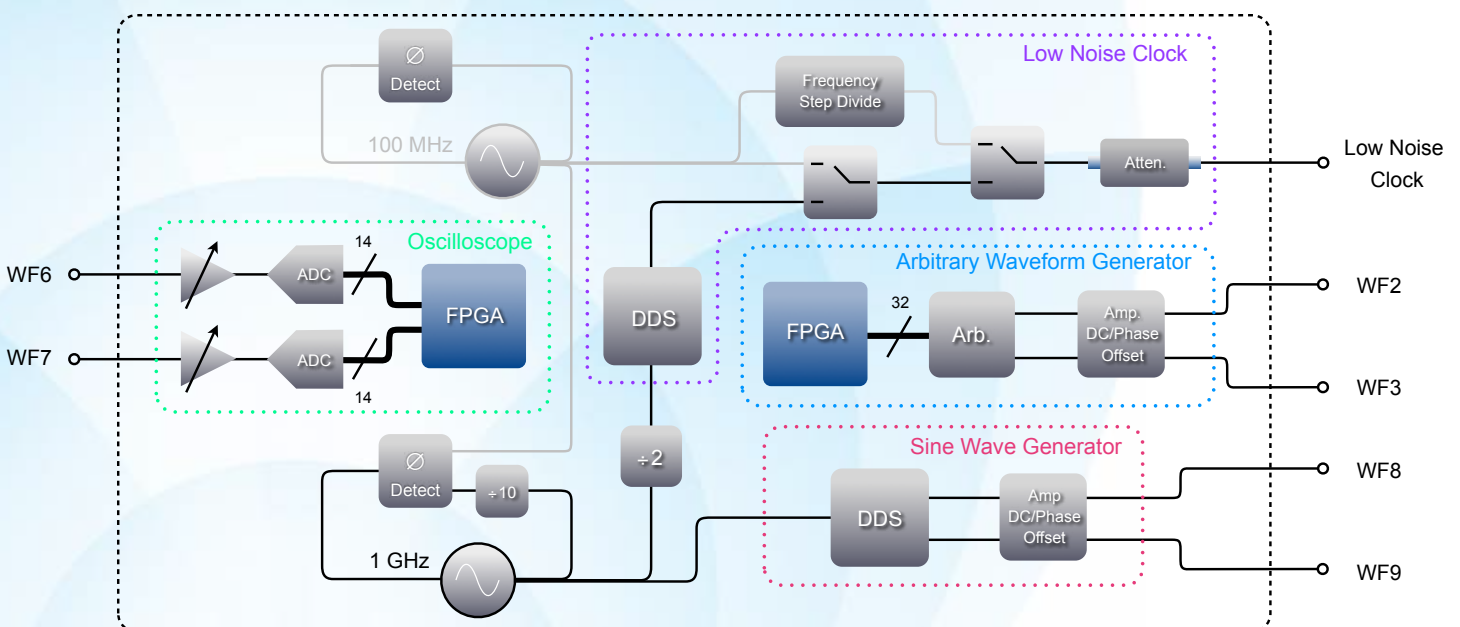 Ø
Detect
100 MHz
Low Noise Clock
Frequency
Step Divide
Atten.
Low Noise
Clock
Oscilloscope
WF6
ADC
14
FPGA
WF7
ADC
14
DDS
Arbitrary Waveform Generator
FPGA
32
Arb.
Amp.
DC/Phase
Offset
WF2
WF3
Ø
Detect
÷10
1 GHz
÷2
Sine Wave Generator
DDS
Amp
DC/Phase
Offset
WF8
WF9